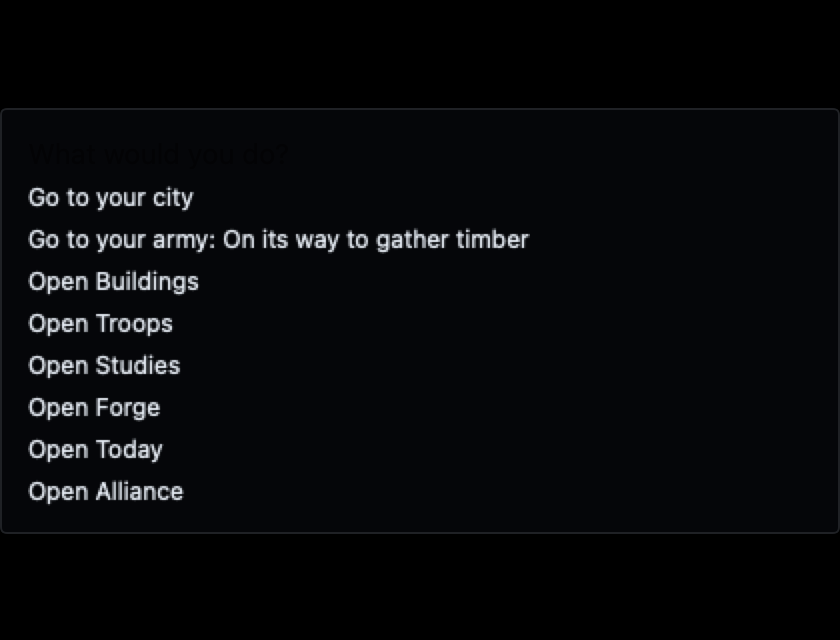 What would you do?
Go to your city
Go to your army: On its way to gather timber
Open Buildings
Open Troops
Open Studies
Open Forge
Open Today
Open Alliance